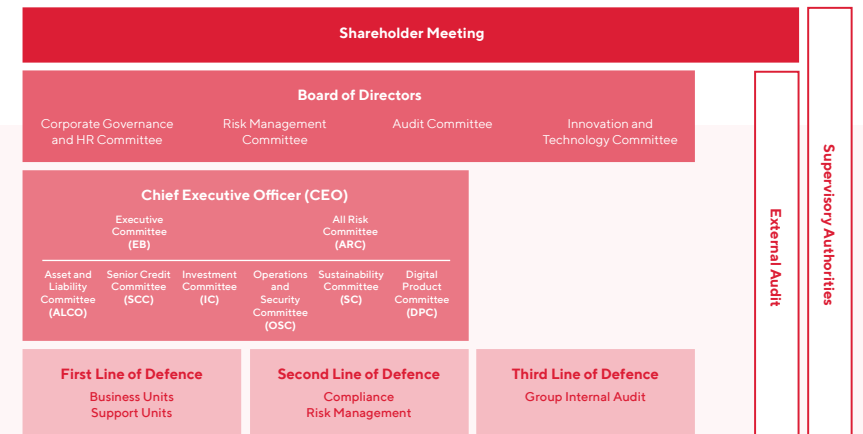 Shareholder Meeting
Board of Directors
Corporate Governance
and HR Committee
Risk Management
Committee
Audit Committee
Innovation and
Technology Committee
Chief Executive Officer (CEO)
Executive
Committee
(EB)
All Risk
Committee
(ARC)
Asset and
Liability
Committee
(ALCO)
Senior Credit
Committee
(SCC)
Investment
Committee
(IC)
Operations
and
Security
Committee
(OSC)
Sustainability
Committee
(SC)
Digital
Product
Committee
(DPC)
First Line of Defence
Business Units
Support Units
Second Line of Defence
Compliance
Risk Management
Third Line of Defence
Group Internal Audit
External Audit
Supervisory Authorities